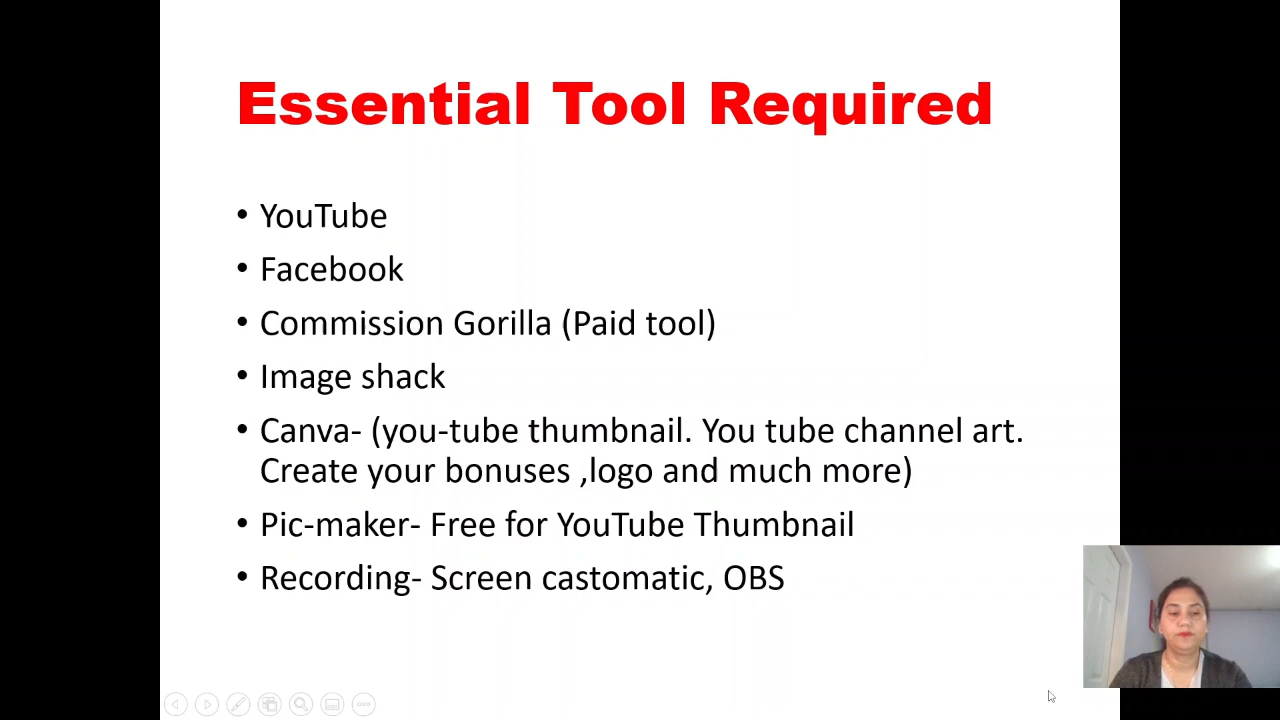 Essential Tool Required
• YouTube
• Facebook
• Commission Gorilla (Paid tool)
• Image shack
• Canva- (you-tube thumbnail. You tube channel art.
Create your bonuses ,logo and much more)
• Pic-maker- Free for YouTube Thumbnail
• Recording- Screen castomatic, OBS